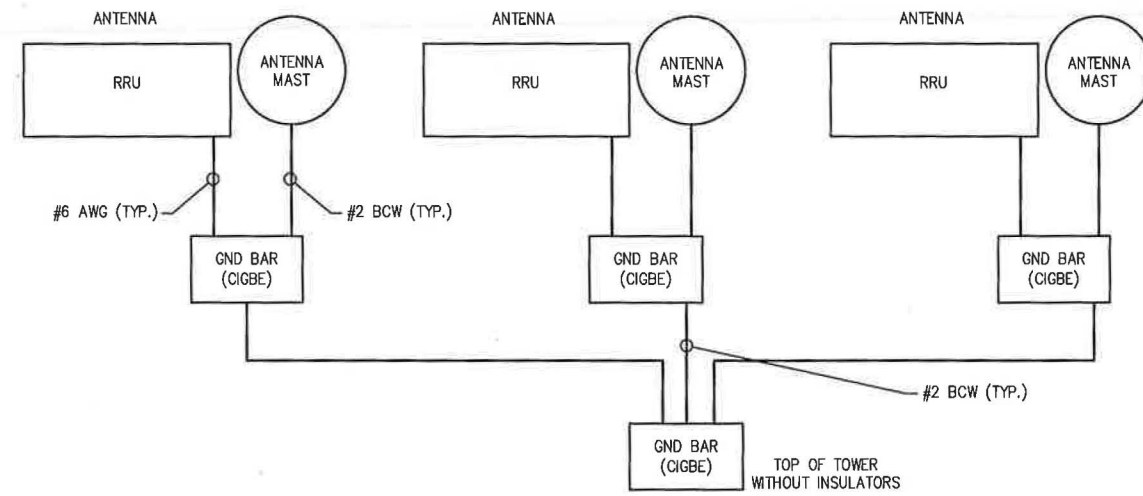 ANTENNA
ANTENNA
ANTENNA
RRU
ANTENNA
MAST
RRU
ANTENNA
MAST
RRU
ANTENNA
MAST
#6 AWG (TYP.)
#2 BCW (TYP.)
GND BAR
(CIGBE)
GND BAR
(CIGBE)
GND BAR
(CIGBE)
#2 BCW (TYP.)
GND BAR
(CIGBE)
TOP OF TOWER
WITHOUT INSULATORS